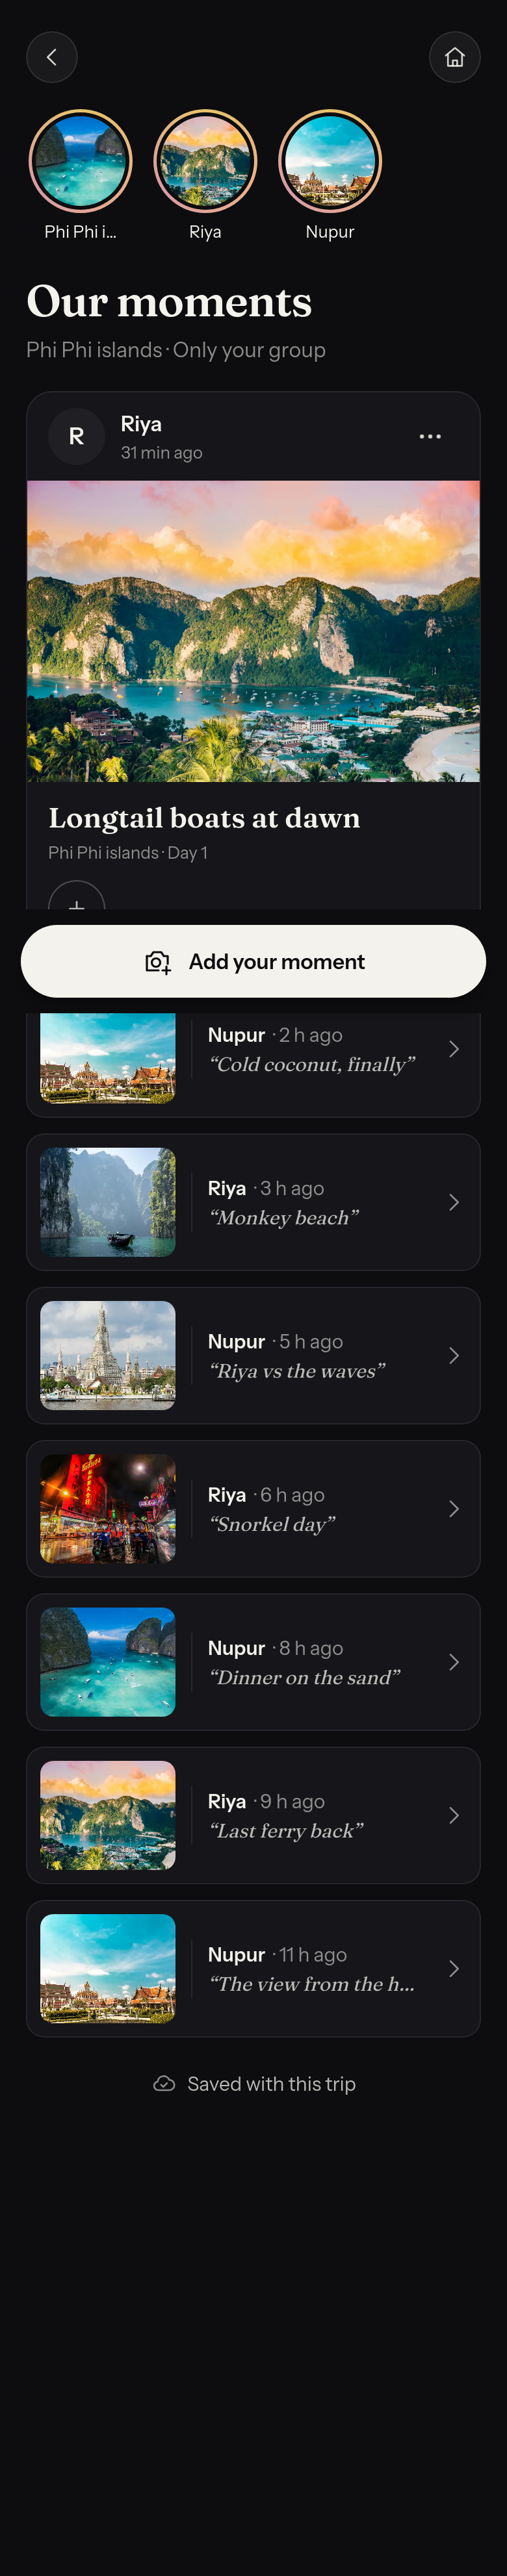 Phi Phi i...
Riya
Nupur
Our moments
Phi Phi islands · Only your group
R
Riya
31 min ago
Longtail boats at dawn
Phi Phi islands · Day 1
Add your moment
Nupur · 2 h ago
“Cold coconut, finally”
Riya · 3 h ago
“Monkey beach”
Nupur · 5 h ago
“Riya vs the waves”
Riya · 6 h ago
“Snorkel day”
Nupur · 8 h ago
“Dinner on the sand”
Riya · 9 h ago
“Last ferry back”
Nupur · 11 h ago
“The view from the h...
Saved with this trip